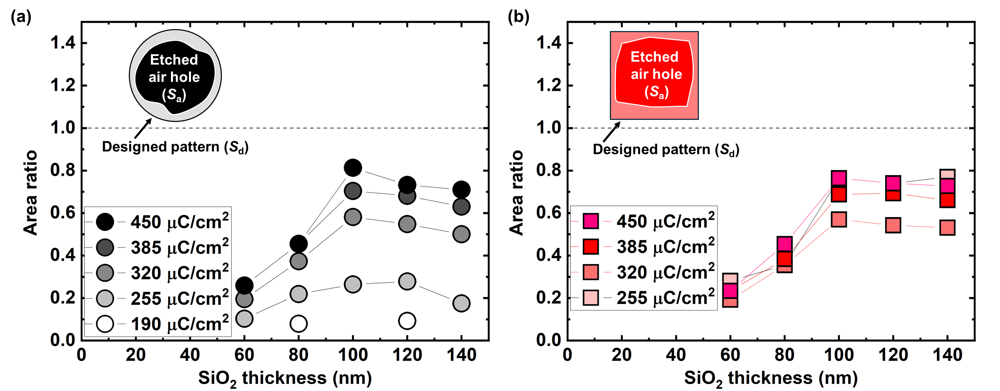 (a)
1.4
1.2
1.0
0.8
0.6
0.4
0.2
0.0
Area ratio
Etched
air hole
(Sa)
Designed pattern (Sd)
450 μC/cm²
385 μC/cm²
320 μC/cm²
255 μC/cm²
190 μC/cm²
0 20 40 60 80 100 120 140
SiO₂ thickness (nm)
(b)
1.4
1.2
1.0
0.8
0.6
0.4
0.2
0.0
Area ratio
Etched
air hole
(Sa)
Designed pattern (Sd)
450 μC/cm²
385 μC/cm²
320 μC/cm²
255 μC/cm²
0 20 40 60 80 100 120 140
SiO₂ thickness (nm)